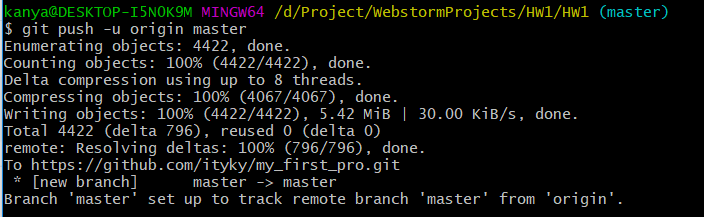 kanya@DESKTOP-I5NOK9M MINGW64 /d/Project/WebstormProjects/HW1/HW1 (master)
$ git push -u origin master
Enumerating objects: 4422, done.
Counting objects: 100% (4422/4422), done.
Delta compression using up to 8 threads.
Compressing objects: 100% (4067/4067), done.
Writing objects: 100% (4422/4422), 5.42 MiB | 30.00 KiB/s, done.
Total 4422 (delta 796), reused 0 (delta 0)
remote: Resolving deltas: 100% (796/796), done.
To https://github.com/ityky/my_first_pro.git
 * [new branch]      master -> master
Branch 'master' set up to track remote branch 'master' from 'origin'.